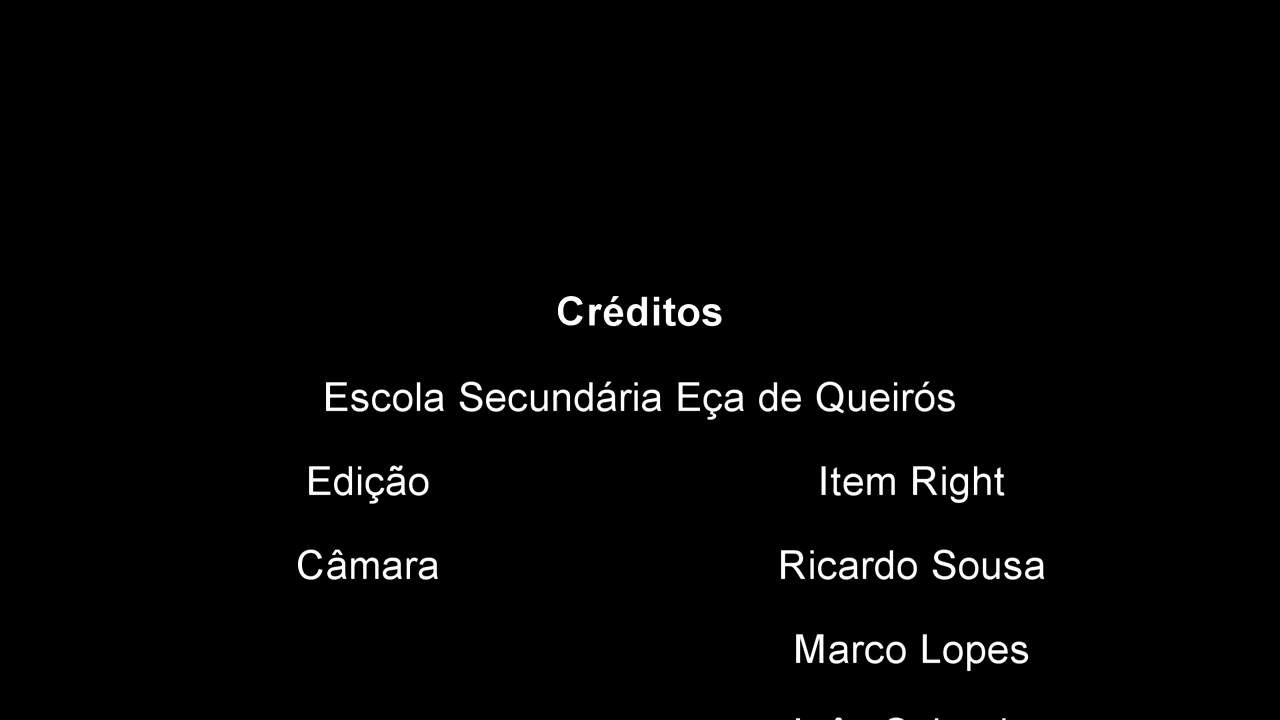 Créditos
Escola Secundária Eça de Queirós
Edição Item Right
Câmara Ricardo Sousa
Marco Lopes